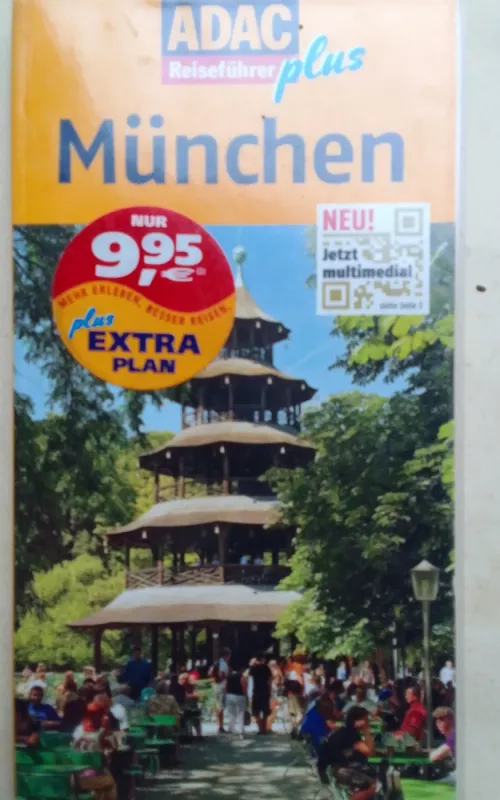 ADAC
Reiseführer plus
München
NUR
9,95
€
MEHR ERLEBEN, BESSER REISEN.
plus
EXTRA
PLAN
NEU!
Jetzt
multimedial